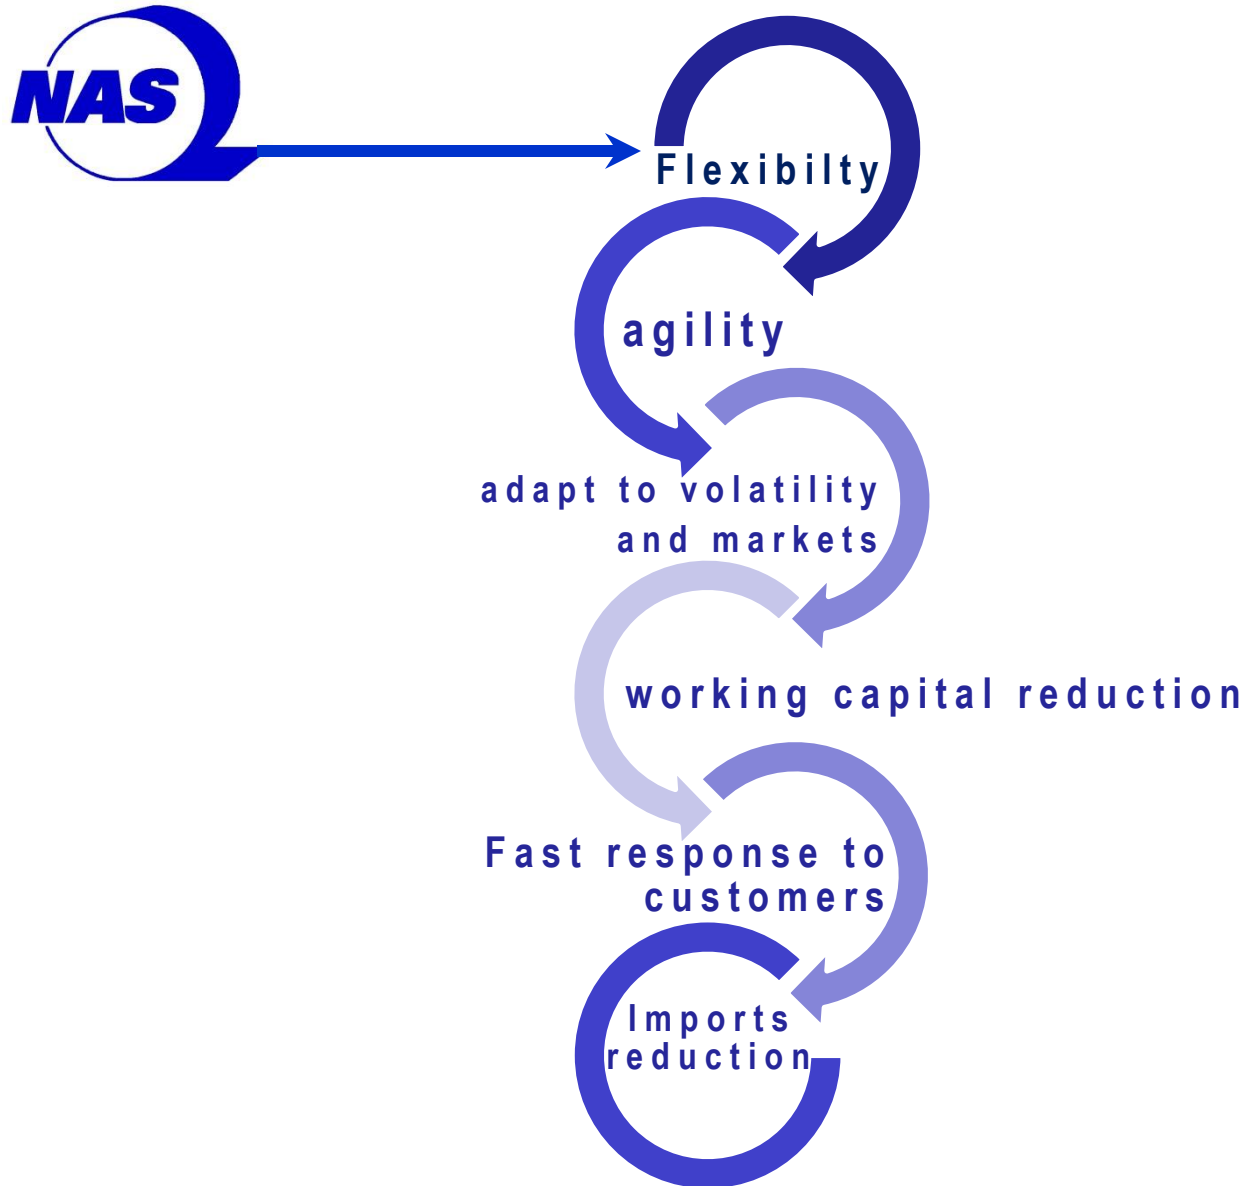 NAS
Flexibilty
agility
adapt to volatility
and markets
working capital reduction
Fast response to
customers
Imports
reduction